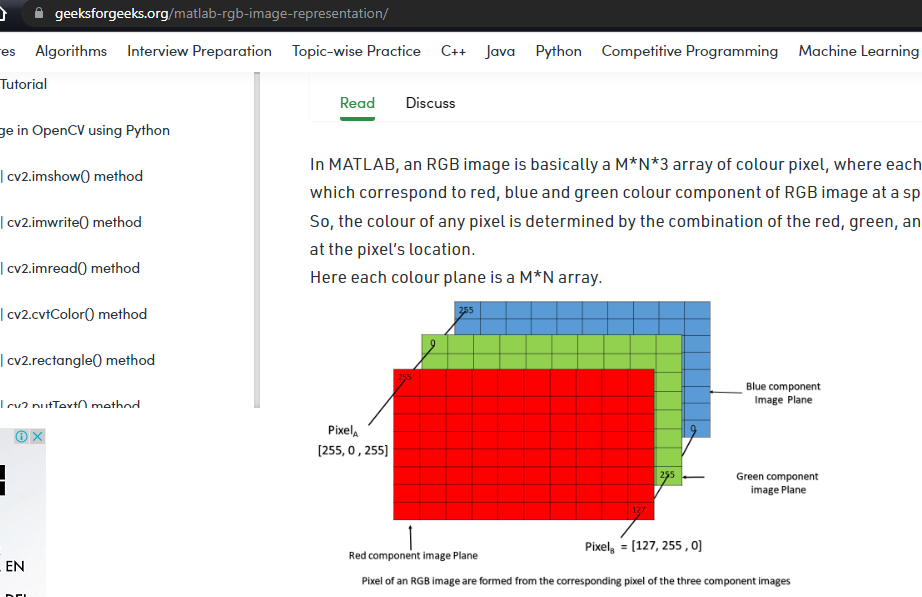 geeksforgeeks.org/matlab-rgb-image-representation/
Algorithms Interview Preparation Topic-wise Practice C++ Java Python Competitive Programming Machine Learning
Tutorial
in OpenCV using Python
| cv2.imshow() method
| cv2.imwrite() method
| cv2.imread() method
| cv2.cvtColor() method
| cv2.rectangle() method
| cv2.putText() method
EN
Read Discuss
In MATLAB, an RGB image is basically a M*N*3 array of colour pixel, where each
which correspond to red, blue and green colour component of RGB image at a
So, the colour of any pixel is determined by the combination of the red, green,
at the pixel's location.
Here each colour plane is a M*N array.
255
0
255
Blue component
Image Plane
Pixel A
[255, 0 , 255]
0
255
Green component
image Plane
127
Pixel B = [127, 255 , 0]
Red component image Plane
Pixel of an RGB image are formed from the corresponding pixel of the three component images